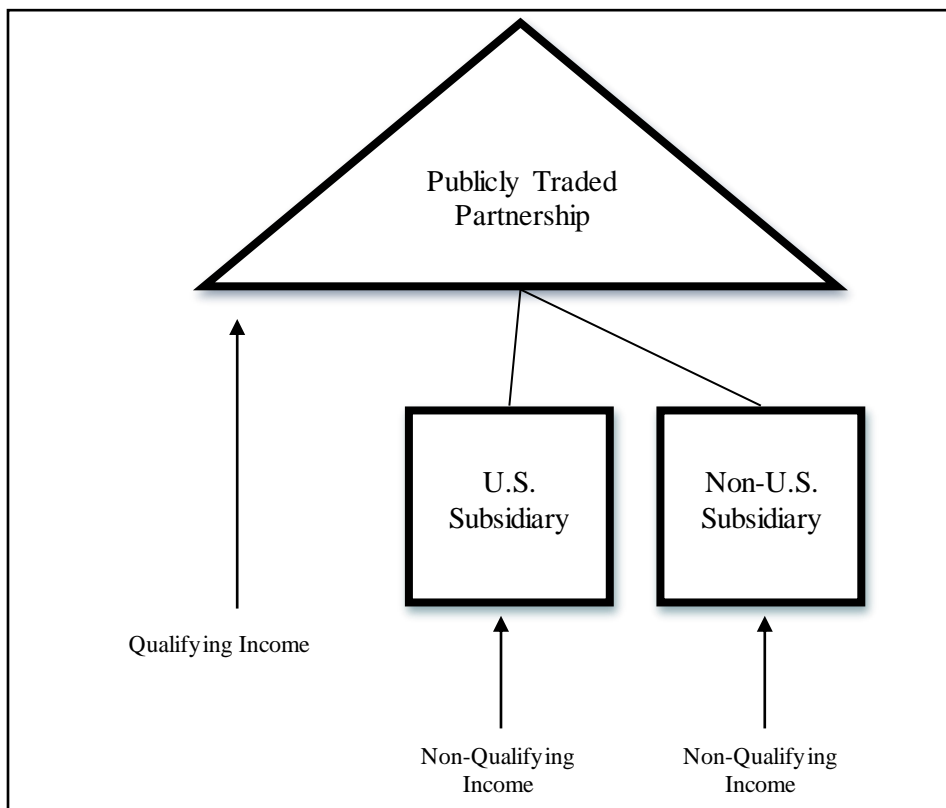 Publicly Traded
Partnership
U.S.
Subsidiary
Non-U.S.
Subsidiary
Qualifying Income
Non-Qualifying
Income
Non-Qualifying
Income